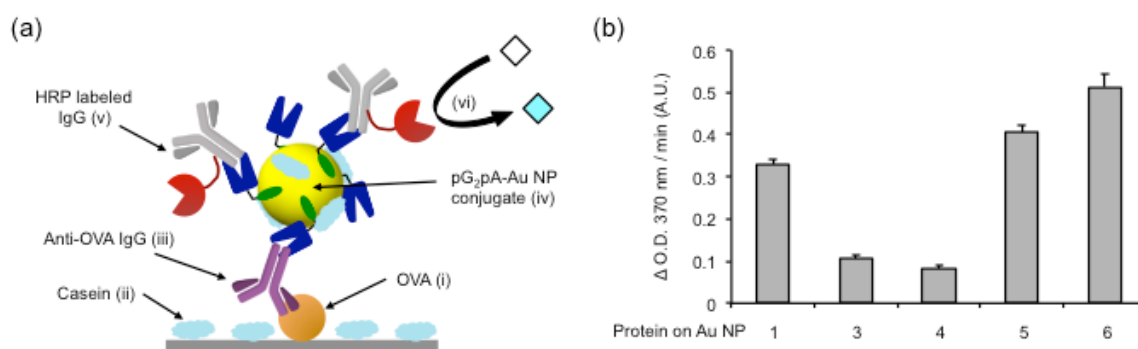 (a)
HRP labeled
IgG (v)
(vi)
pG₂pA-Au NP
conjugate (iv)
Anti-OVA IgG (iii)
OVA (i)
Casein (ii)
(b)
Δ O.D. 370 nm / min (A.U.)
0.6
0.5
0.4
0.3
0.2
0.1
0
Protein on Au NP 1 3 4 5 6